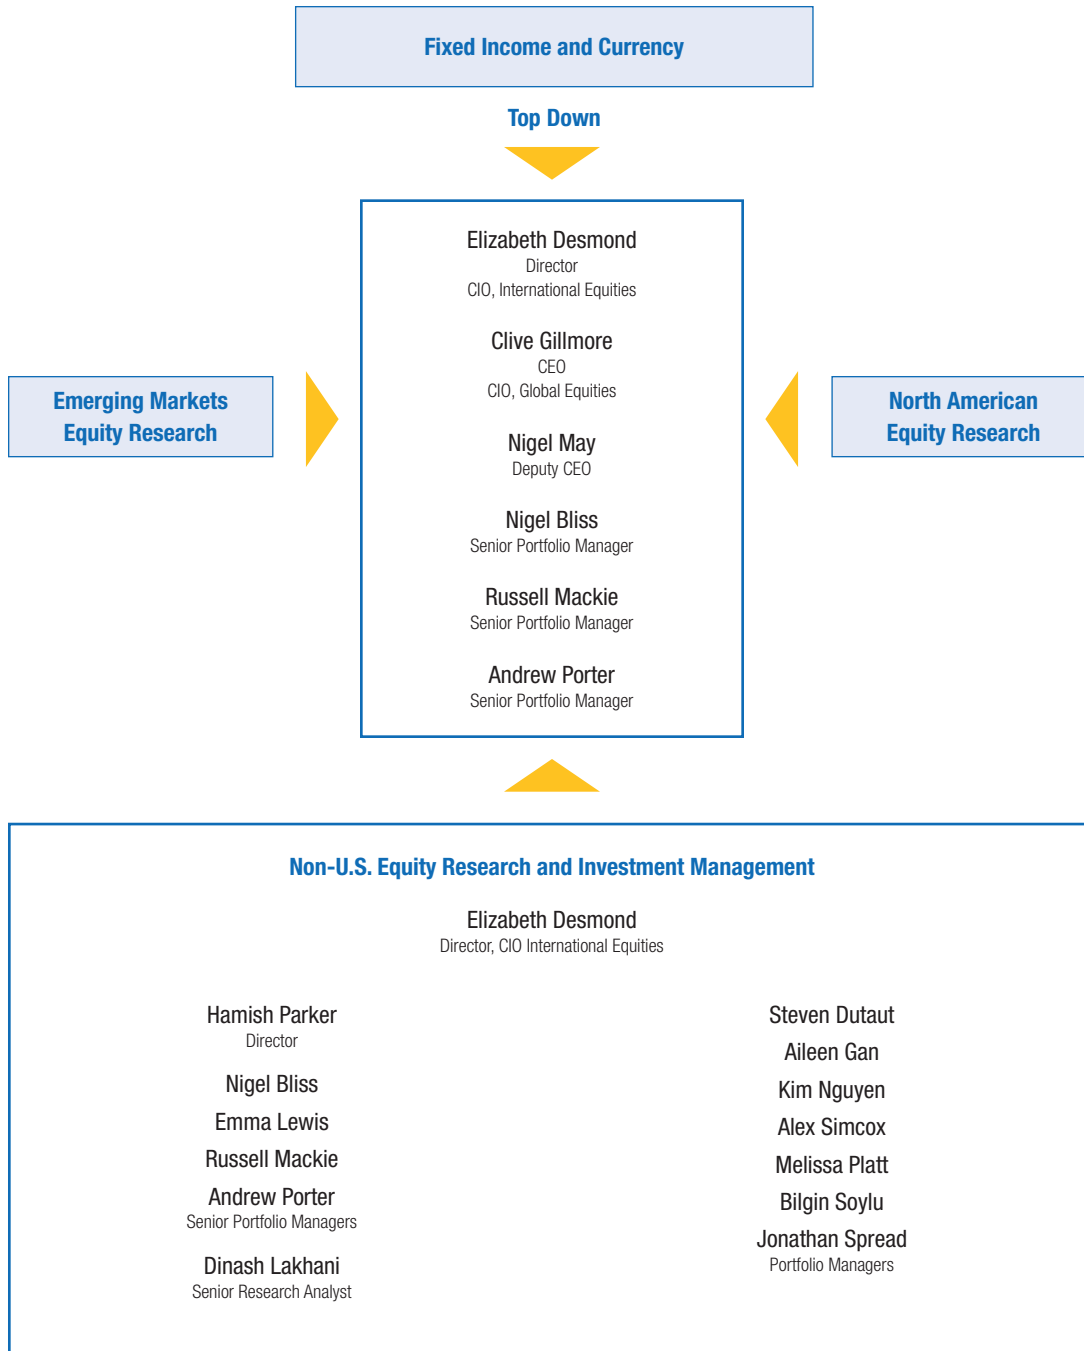 Fixed Income and Currency
Top Down
Elizabeth Desmond
Director
CIO, International Equities
Clive Gillmore
CEO
CIO, Global Equities
Emerging Markets
Equity Research
North American
Equity Research
Nigel May
Deputy CEO
Nigel Bliss
Senior Portfolio Manager
Russell Mackie
Senior Portfolio Manager
Andrew Porter
Senior Portfolio Manager
Non-U.S. Equity Research and Investment Management
Elizabeth Desmond
Director, CIO International Equities
Hamish Parker
Director
Nigel Bliss
Emma Lewis
Russell Mackie
Andrew Porter
Senior Portfolio Managers
Dinash Lakhani
Senior Research Analyst
Steven Dutaut
Aileen Gan
Kim Nguyen
Alex Simcox
Melissa Platt
Bilgin Soylu
Jonathan Spread
Portfolio Managers